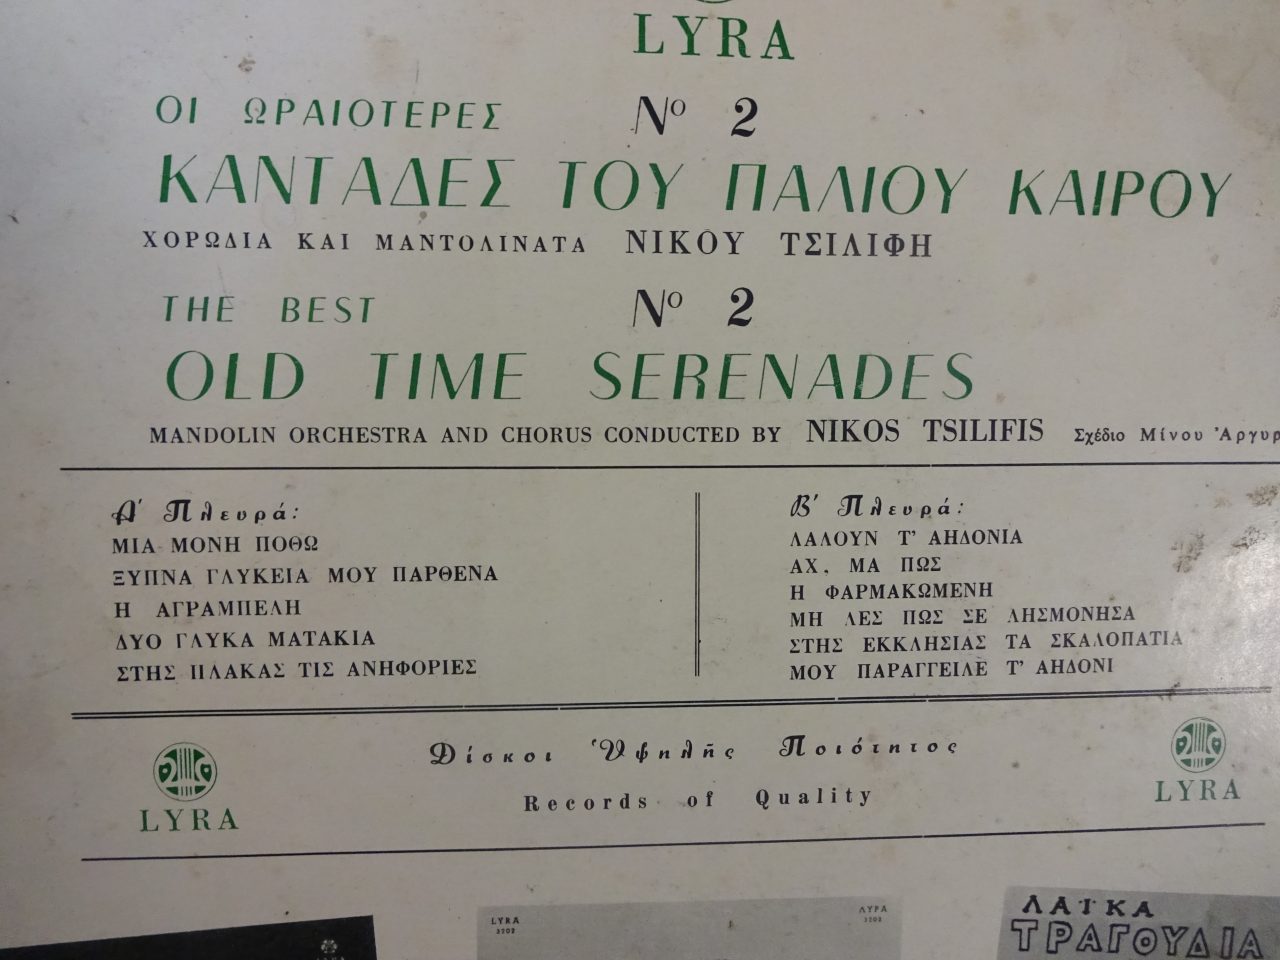 LYRA
ΟΙ ΩΡΑΙΟΤΕΡΕΣ Νο 2
ΚΑΝΤΑΔΕΣ ΤΟΥ ΠΑΛΙΟΥ ΚΑΙΡΟΥ
ΧΟΡΩΔΙΑ ΚΑΙ ΜΑΝΤΟΛΙΝΑΤΑ ΝΙΚΟΥ ΤΣΙΛΙΦΗ
THE BEST No 2
OLD TIME SERENADES
MANDOLIN ORCHESTRA AND CHORUS CONDUCTED BY NIKOS TSILIFIS Σχέδιο Μίνου
Α' Πλευρά:
ΜΙΑ ΜΟΝΗ ΠΟΘΩ
ΞΥΠΝΑ ΓΛΥΚΕΙΑ ΜΟΥ ΠΑΡΘΕΝΑ
Η ΑΓΡΑΜΠΕΛΗ
ΔΥΟ ΓΛΥΚΑ ΜΑΤΑΚΙΑ
ΣΤΗΣ ΠΛΑΚΑΣ ΤΙΣ ΑΝΗΦΟΡΙΕΣ
Β' Πλευρά:
ΛΑΛΟΥΝ Τ' ΑΗΔΟΝΙΑ
ΑΧ, ΜΑ ΠΩΣ
Η ΦΑΡΜΑΚΩΜΕΝΗ
ΜΗ ΛΕΣ ΠΩΣ ΣΕ ΛΗΣΜΟΝΗΣΑ
ΣΤΗΣ ΕΚΚΛΗΣΙΑΣ ΤΑ ΣΚΑΛΟΠΑΤΙΑ
ΜΟΥ ΠΑΡΑΓΓΕΙΛΕ Τ' ΑΗΔΟΝΙ
Δίσκοι Ὑψηλῆς Ποιότητος
Records of Quality
LYRA
LYRA
LYRA
3202
ΛΥΡΑ
3202
ΛΑΪΚΑ
ΤΡΑΓΟΥΔΙΑ